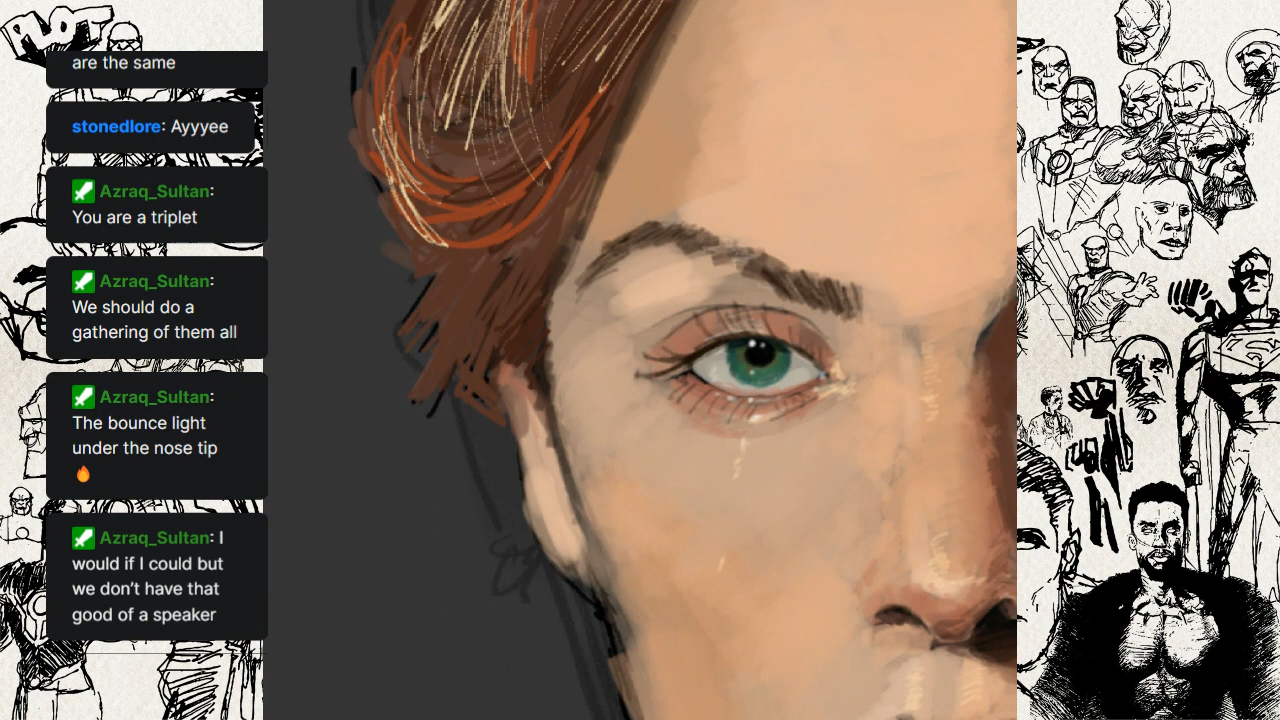 PLOT
are the same
stonedlore: Ayyyee
Azraq_Sultan:
You are a triplet
Azraq_Sultan:
We should do a
gathering of them all
Azraq_Sultan:
The bounce light
under the nose tip
🔥
Azraq_Sultan: I
would if I could but
we don’t have that
good of a speaker